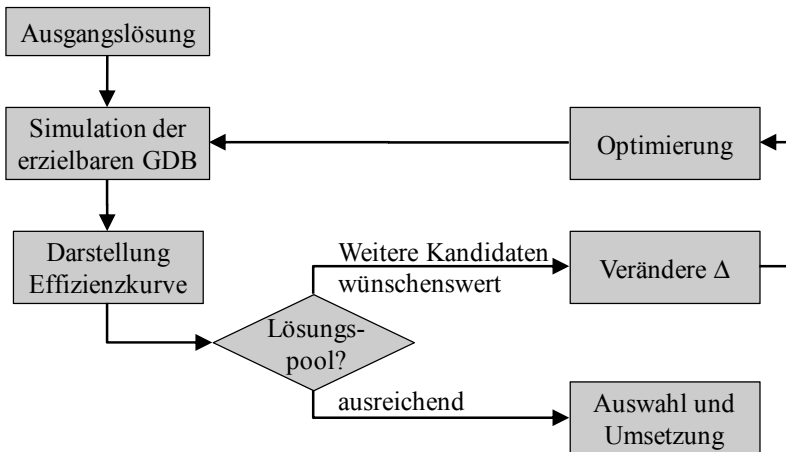 Ausgangslösung
Simulation der
erzielbaren GDB
Optimierung
Darstellung
Effizienzkurve
Weitere Kandidaten
wünschenswert
Verändere Δ
Lösungs-
pool?
ausreichend
Auswahl und
Umsetzung